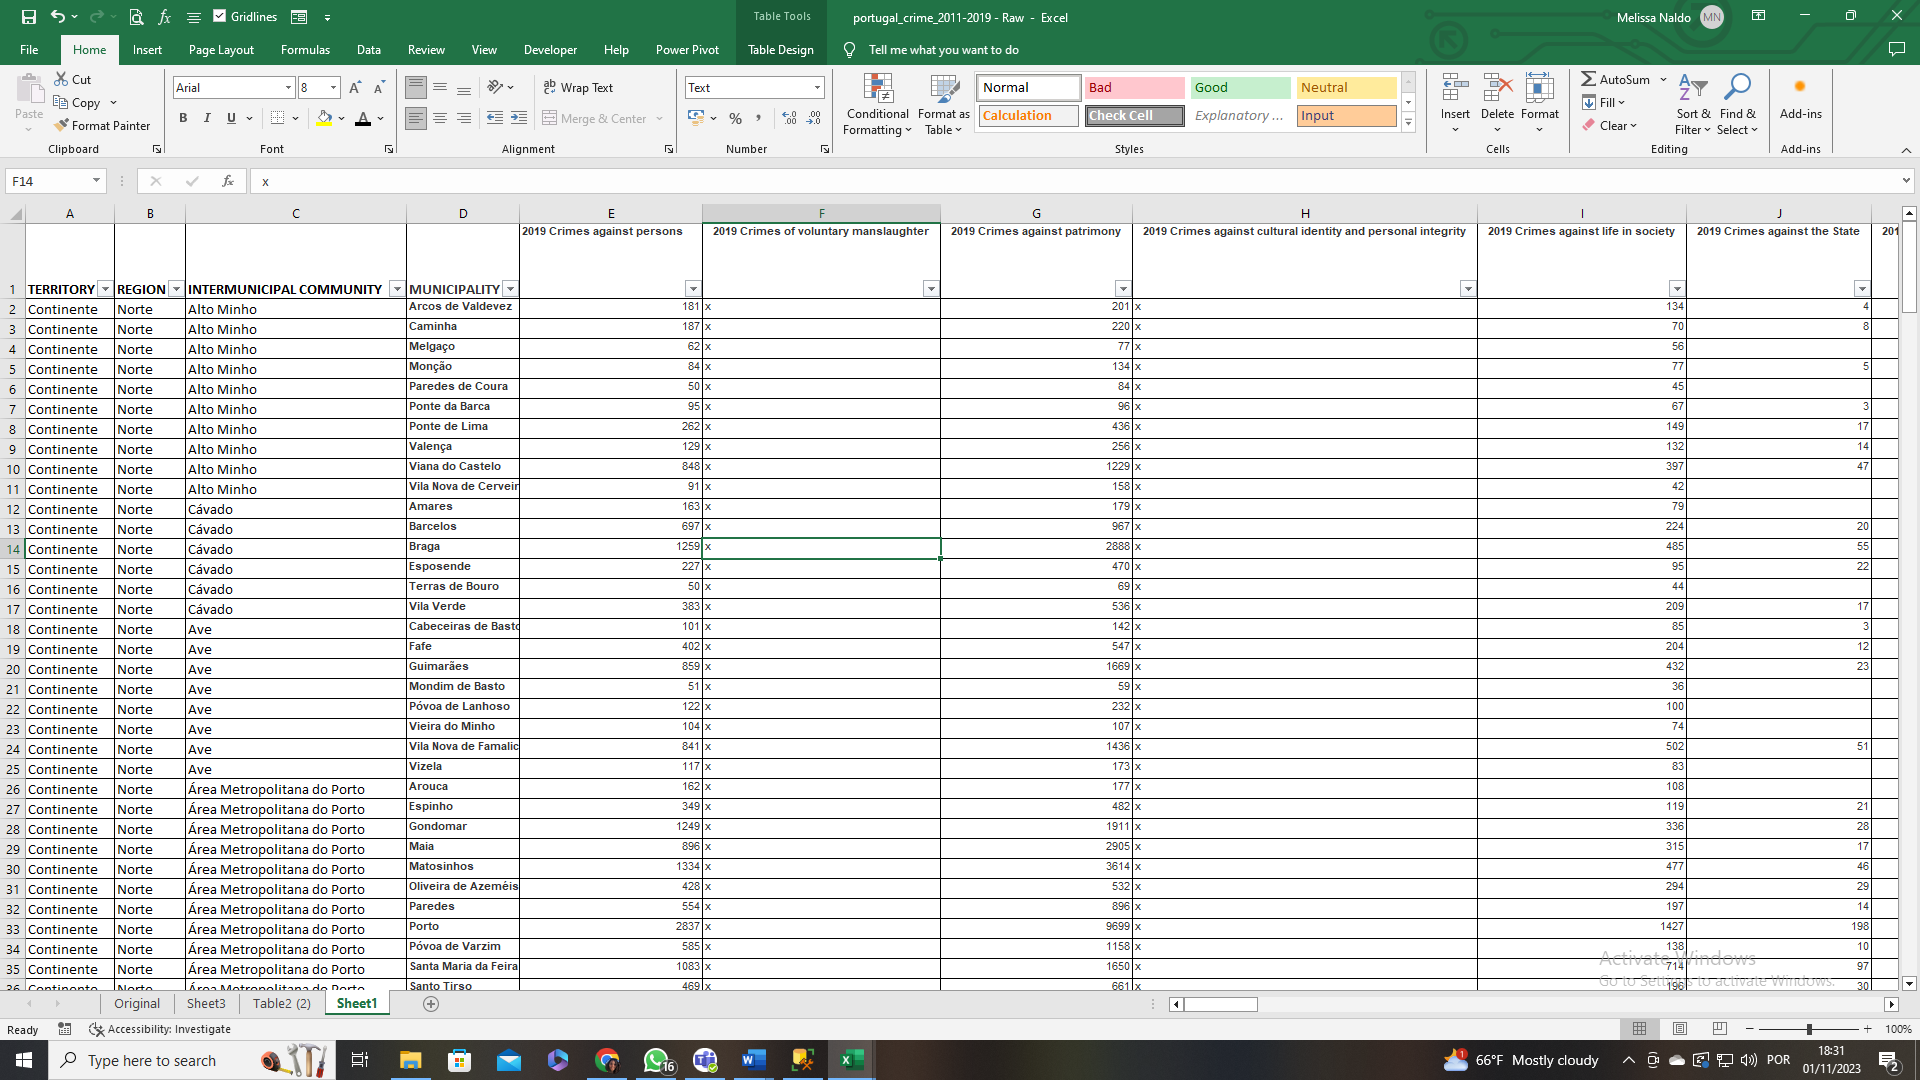 Gridlines
Table Tools
portugal_crime_2011-2019 - Raw - Excel
Melissa Naldo MN
File Home Insert Page Layout Formulas Data Review View Developer Help Power Pivot Table Design Tell me what you want to do
Paste Cut Copy Format Painter Clipboard
Arial 8 B I U Font
Wrap Text Merge & Center Alignment
Text % , Number
Conditional Formatting Format as Table
Normal Bad Good Neutral
Calculation Check Cell Explanatory ... Input
Styles
Insert Delete Format Cells
AutoSum Fill Clear Sort & Filter Find & Select Editing
Add-ins Add-ins
F14 fx x
A B C D E F G H I J
1 TERRITORY REGION INTERMUNICIPAL COMMUNITY MUNICIPALITY 2019 Crimes against persons 2019 Crimes of voluntary manslaughter 2019 Crimes against patrimony 2019 Crimes against cultural identity and personal integrity 2019 Crimes against life in society 2019 Crimes against the State 201
2 Continente Norte Alto Minho Arcos de Valdevez 181 x 201 x 134 4
3 Continente Norte Alto Minho Caminha 187 x 220 x 70 8
4 Continente Norte Alto Minho Melgaço 62 x 77 x 56
5 Continente Norte Alto Minho Monção 84 x 134 x 77 5
6 Continente Norte Alto Minho Paredes de Coura 50 x 84 x 45
7 Continente Norte Alto Minho Ponte da Barca 95 x 96 x 67 3
8 Continente Norte Alto Minho Ponte de Lima 262 x 436 x 149 17
9 Continente Norte Alto Minho Valença 129 x 256 x 132 14
10 Continente Norte Alto Minho Viana do Castelo 848 x 1229 x 397 47
11 Continente Norte Alto Minho Vila Nova de Cerveir 91 x 158 x 42
12 Continente Norte Cávado Amares 163 x 179 x 79
13 Continente Norte Cávado Barcelos 697 x 967 x 224 20
14 Continente Norte Cávado Braga 1259 x 2888 x 485 55
15 Continente Norte Cávado Esposende 227 x 470 x 95 22
16 Continente Norte Cávado Terras de Bouro 50 x 69 x 44
17 Continente Norte Cávado Vila Verde 383 x 536 x 209 17
18 Continente Norte Ave Cabeceiras de Basto 101 x 142 x 85 3
19 Continente Norte Ave Fafe 402 x 547 x 204 12
20 Continente Norte Ave Guimarães 859 x 1669 x 432 23
21 Continente Norte Ave Mondim de Basto 51 x 59 x 36
22 Continente Norte Ave Póvoa de Lanhoso 122 x 232 x 100
23 Continente Norte Ave Vieira do Minho 104 x 107 x 74
24 Continente Norte Ave Vila Nova de Famalic 841 x 1436 x 502 51
25 Continente Norte Ave Vizela 117 x 173 x 83
26 Continente Norte Área Metropolitana do Porto Arouca 162 x 177 x 108
27 Continente Norte Área Metropolitana do Porto Espinho 349 x 482 x 119 21
28 Continente Norte Área Metropolitana do Porto Gondomar 1249 x 1911 x 336 28
29 Continente Norte Área Metropolitana do Porto Maia 896 x 2905 x 315 17
30 Continente Norte Área Metropolitana do Porto Matosinhos 1334 x 3614 x 477 46
31 Continente Norte Área Metropolitana do Porto Oliveira de Azeméis 428 x 532 x 294 29
32 Continente Norte Área Metropolitana do Porto Paredes 554 x 896 x 197 14
33 Continente Norte Área Metropolitana do Porto Porto 2837 x 9699 x 1427 198
34 Continente Norte Área Metropolitana do Porto Póvoa de Varzim 585 x 1158 x 138 10
35 Continente Norte Área Metropolitana do Porto Santa Maria da Feira 1083 x 1650 x 714 97
36 Continente Norte Área Metropolitana do Porto Santo Tirso 469 x 661 x 196 30
Activate Windows
Go to Settings to activate Windows.
Original Sheet3 Table2 (2) Sheet1
Ready Accessibility: Investigate 100%
Type here to search 16 66°F Mostly cloudy POR 18:31
01/11/2023 2